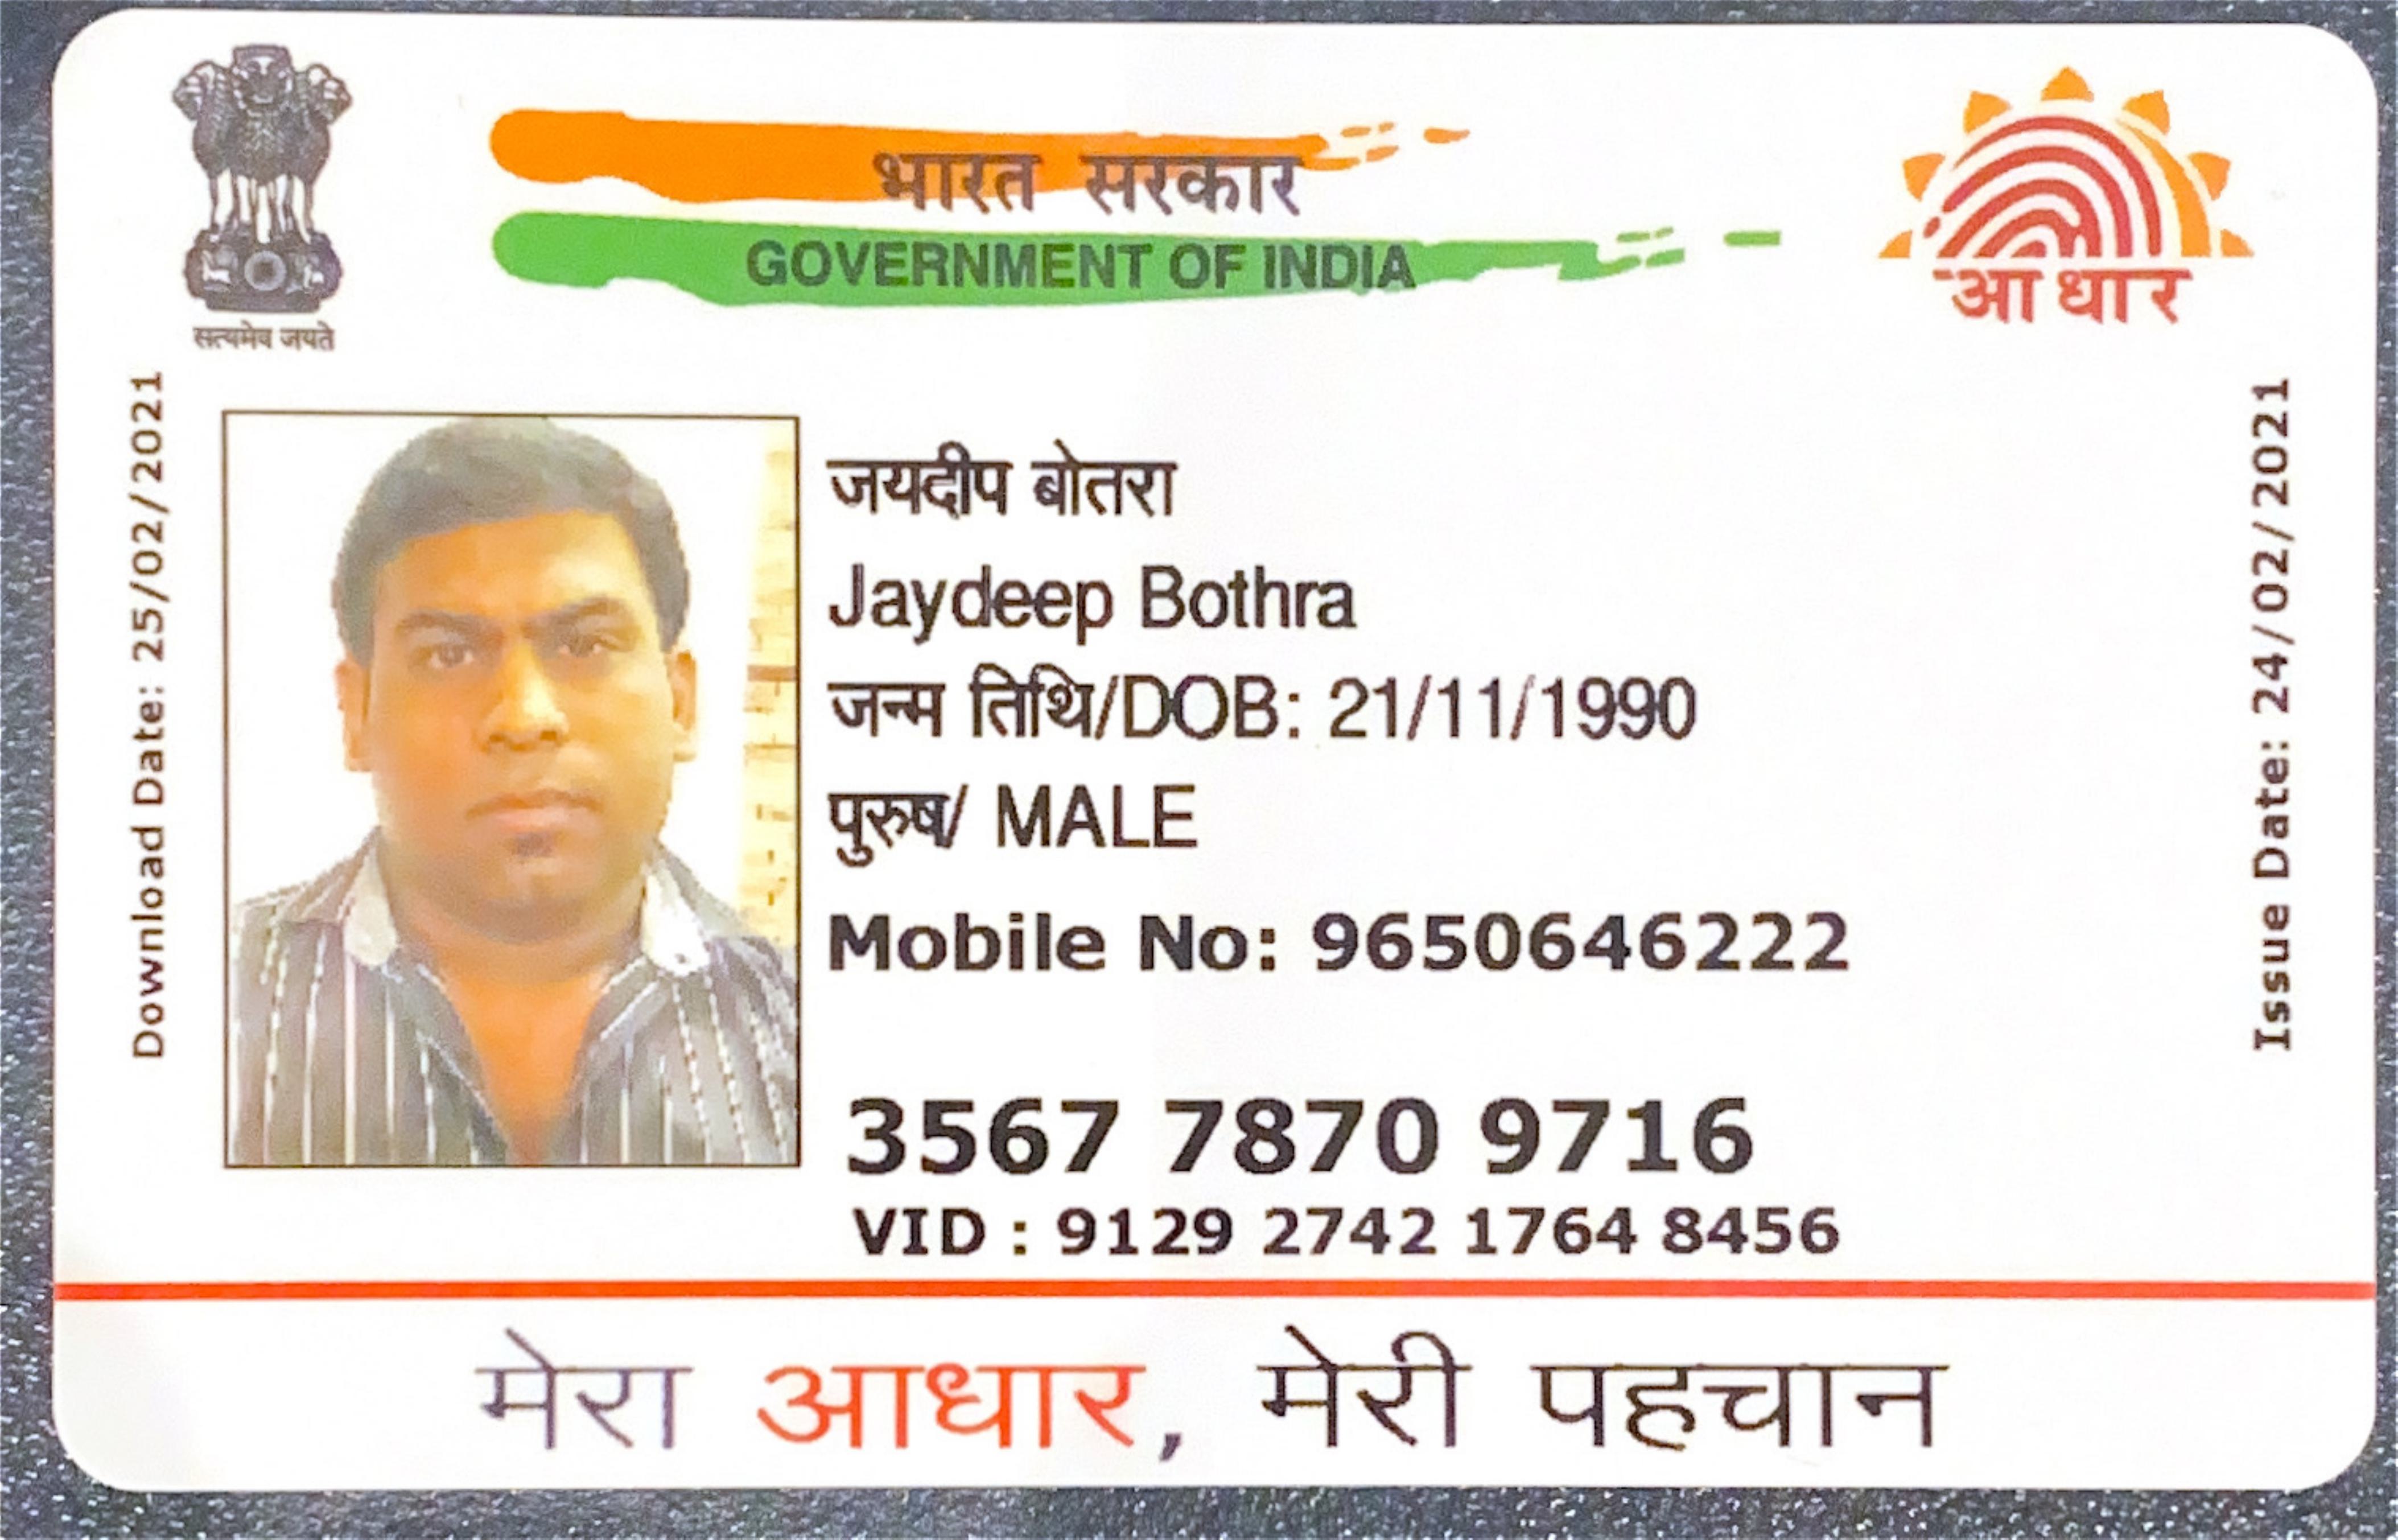 सत्यमेव जयते
भारत सरकार
GOVERNMENT OF INDIA
आधार
Download Date: 25/02/2021
Issue Date: 24/02/2021
जयदीप बोतरा
Jaydeep Bothra
जन्म तिथि/DOB: 21/11/1990
पुरुष/ MALE
Mobile No: 9650646222
3567 7870 9716
VID : 9129 2742 1764 8456
मेरा आधार, मेरी पहचान